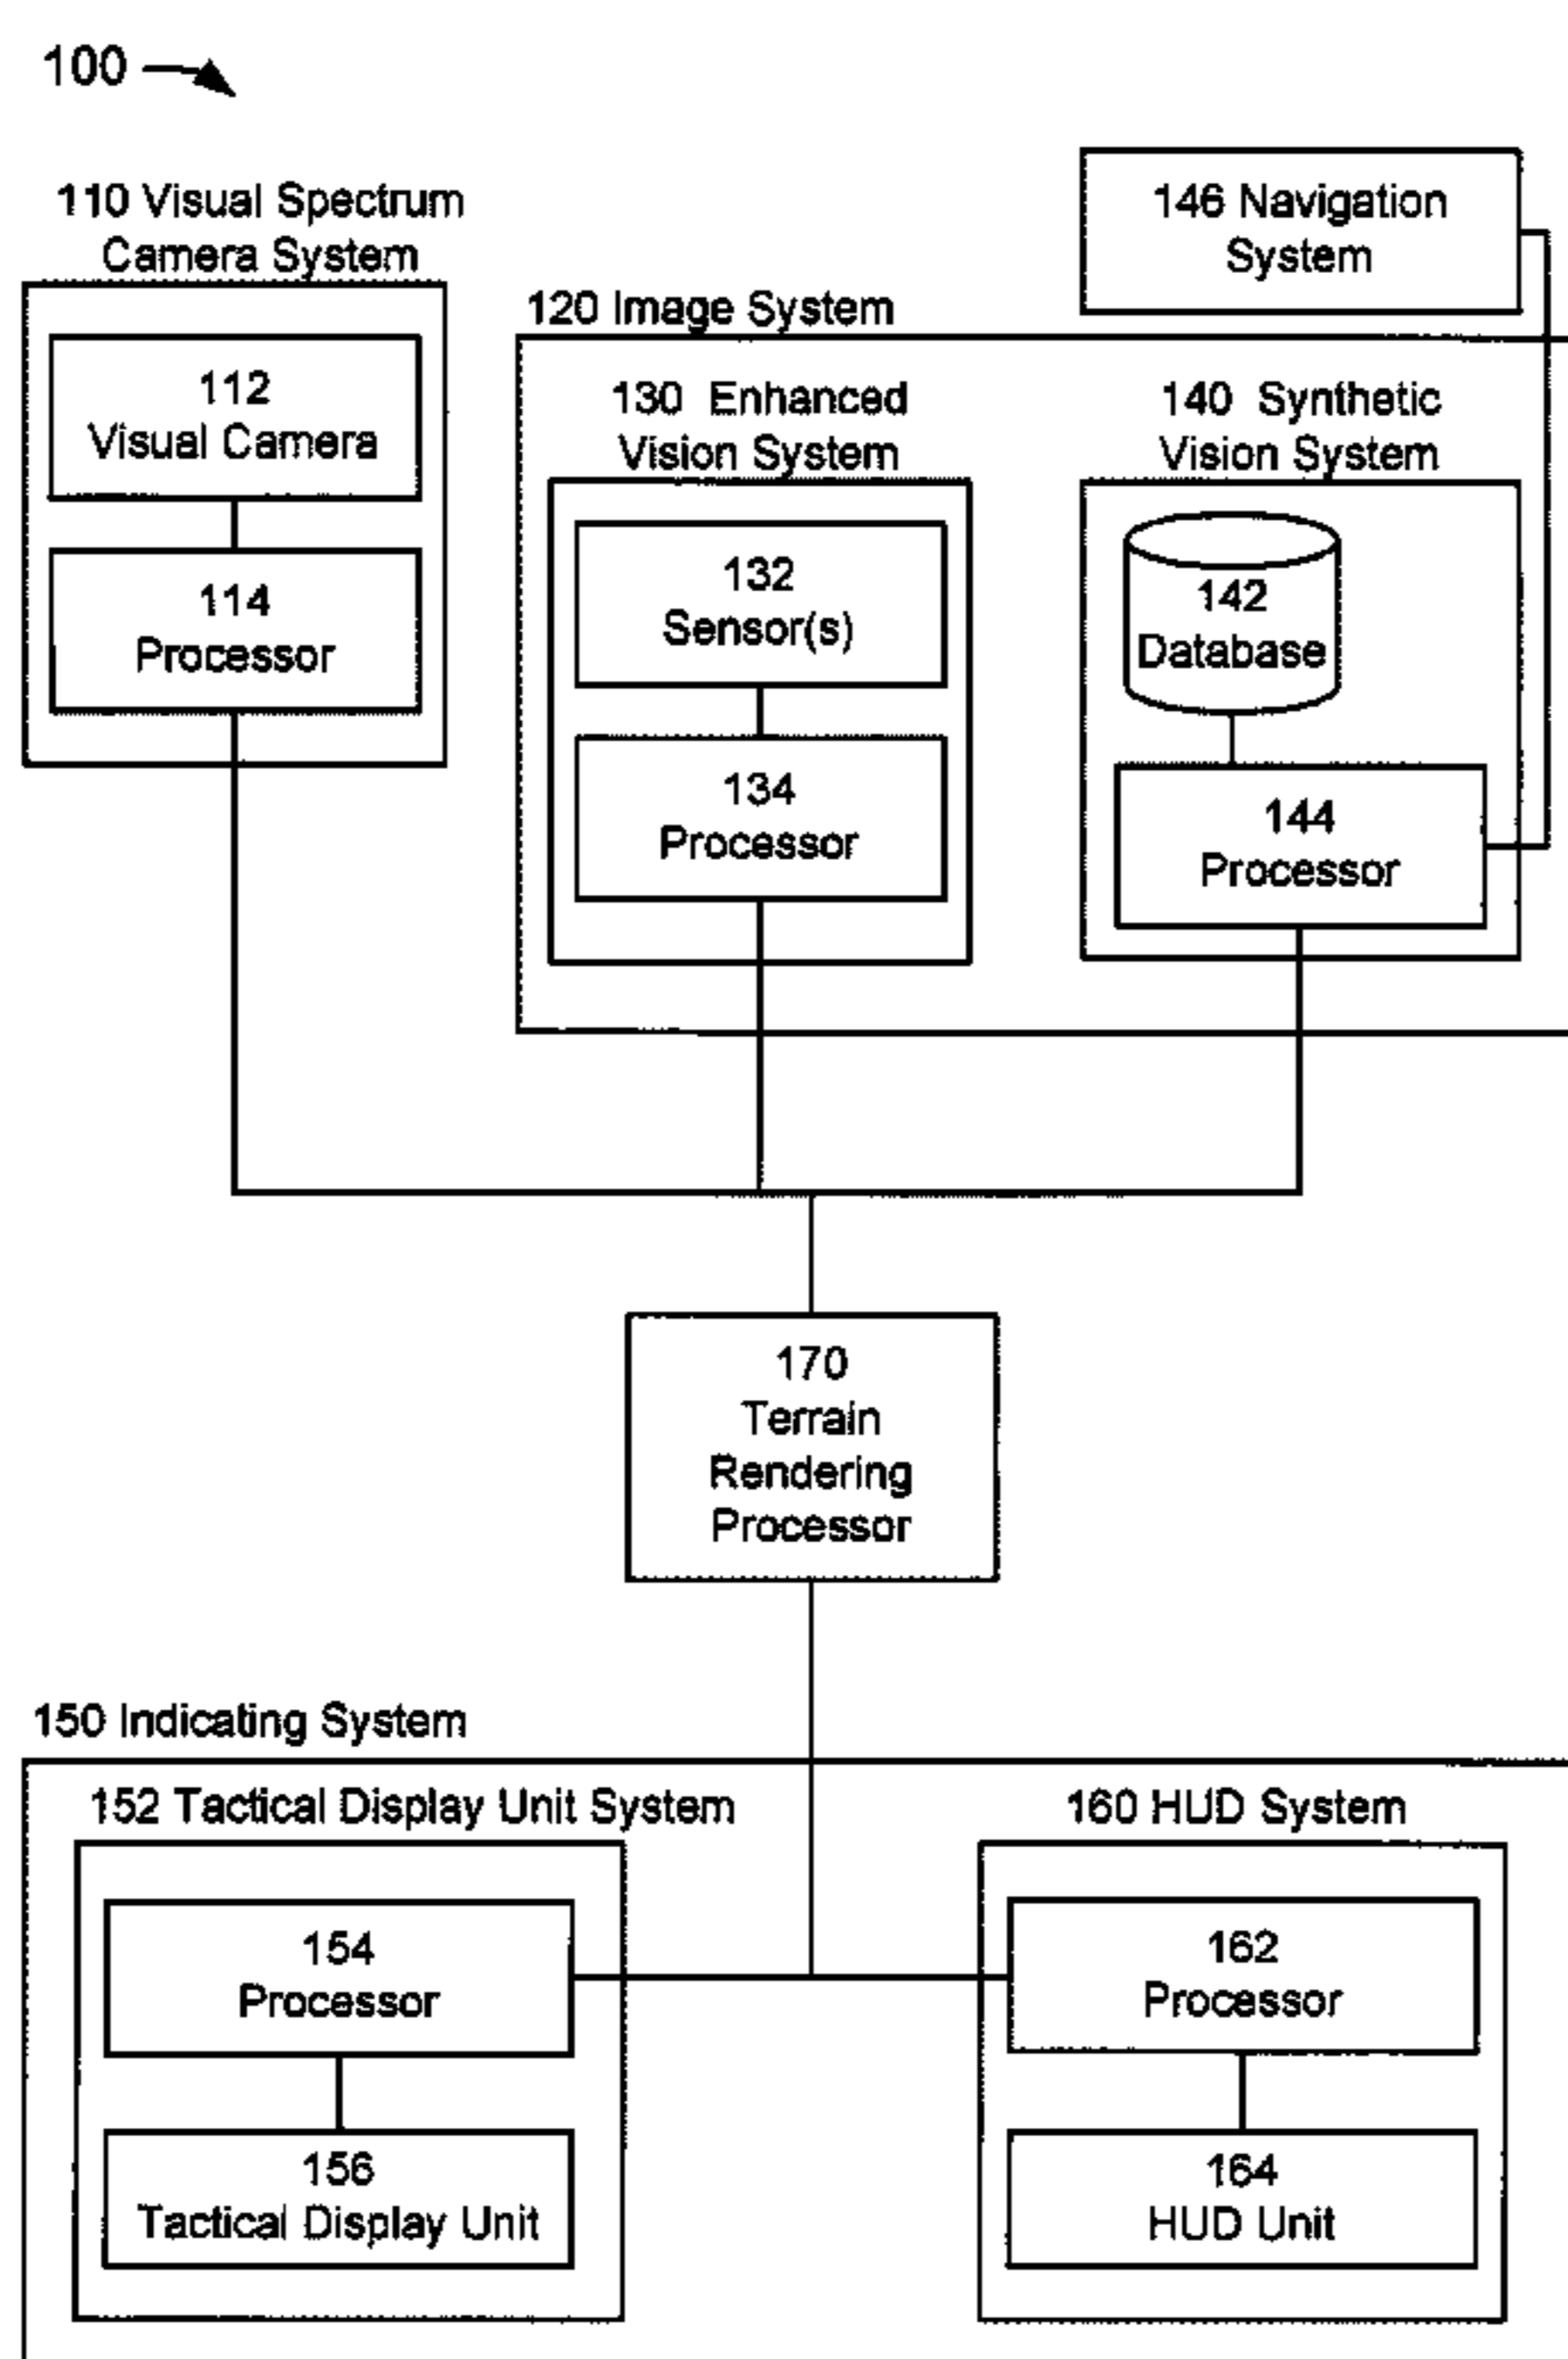 100
110 Visual Spectrum
Camera System
112
Visual Camera
114
Processor
120 Image System
130 Enhanced
Vision System
132
Sensor(s)
134
Processor
146 Navigation
System
140 Synthetic
Vision System
142
Database
144
Processor
170
Terrain
Rendering
Processor
150 Indicating System
152 Tactical Display Unit System
154
Processor
156
Tactical Display Unit
160 HUD System
162
Processor
164
HUD Unit